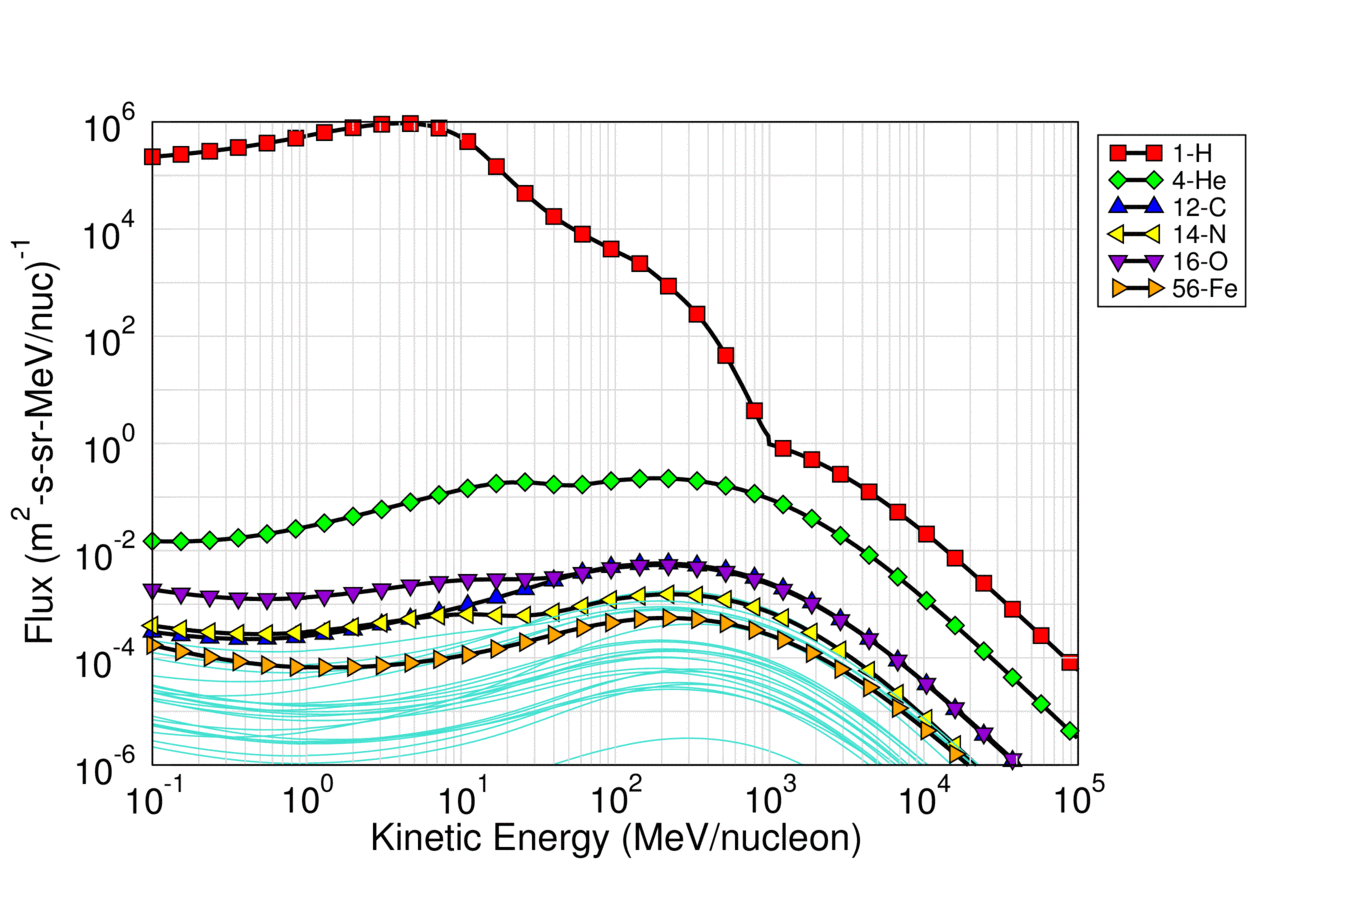 10^6
10^4
10^2
10^0
10^-2
10^-4
10^-6
Flux (m^2-s-sr-MeV/nuc)^-1
10^-1 10^0 10^1 10^2 10^3 10^4 10^5
Kinetic Energy (MeV/nucleon)
1-H
4-He
12-C
14-N
16-O
56-Fe